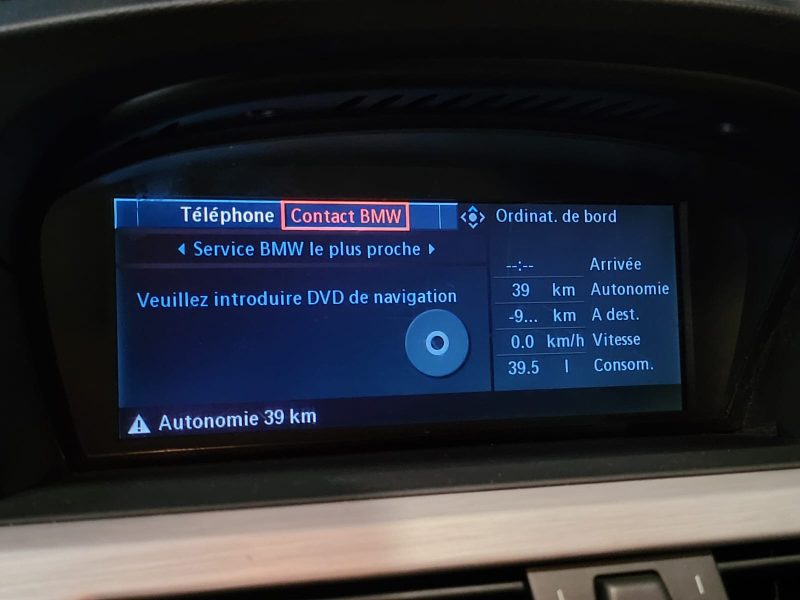 Téléphone Contact BMW
Service BMW le plus proche
Veuillez introduire DVD de navigation
Autonomie 39 km
Ordinat. de bord
--:-- Arrivée
39 km Autonomie
-9... km A dest.
0.0 km/h Vitesse
39.5 l Consom.